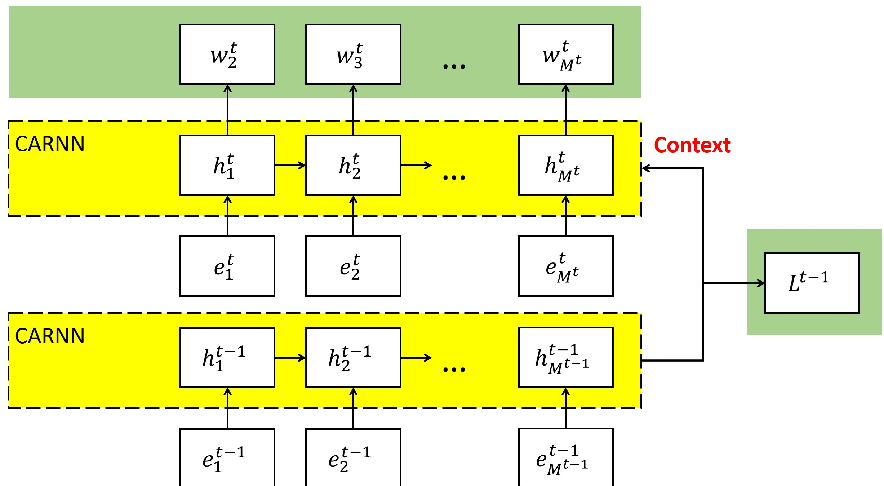 $w_2^t$ $w_3^t$ ... $w_{M^t}^t$
CARNN
$h_1^t$ $h_2^t$ ... $h_{M^t}^t$
Context
$e_1^t$ $e_2^t$ $e_{M^t}^t$
$L^{t-1}$
CARNN
$h_1^{t-1}$ $h_2^{t-1}$ ... $h_{M^{t-1}}^{t-1}$
$e_1^{t-1}$ $e_2^{t-1}$ $e_{M^{t-1}}^{t-1}$